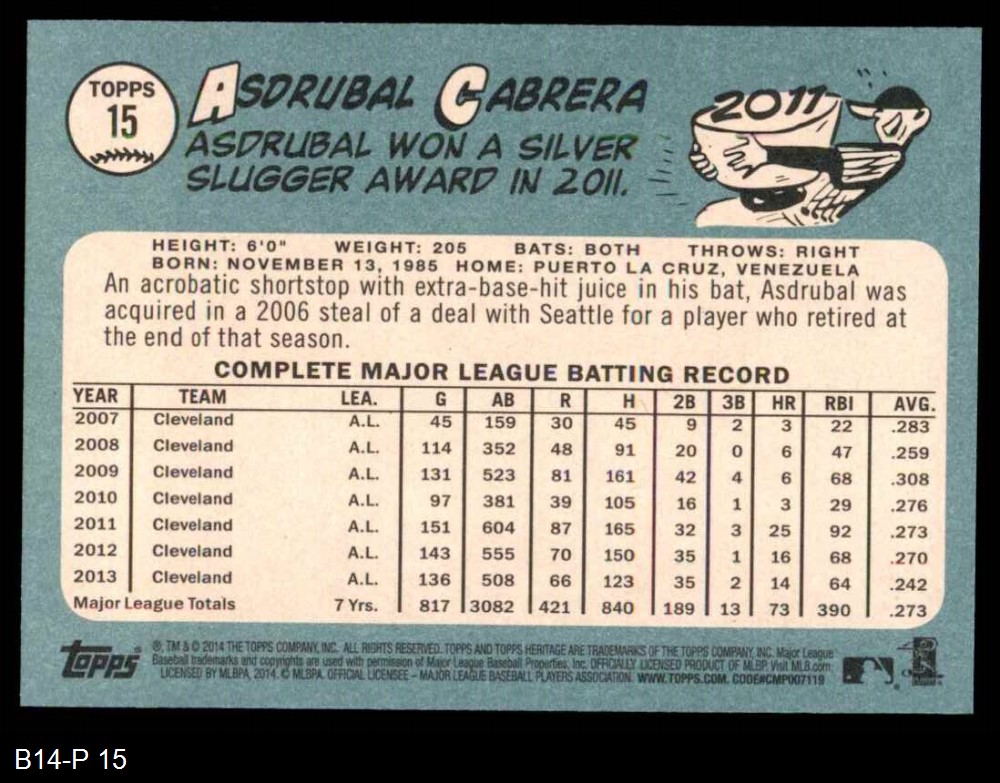 TOPPS
15
ASDRUBAL CABRERA
ASDRUBAL WON A SILVER
SLUGGER AWARD IN 2011.
2011
HEIGHT: 6'0" WEIGHT: 205 BATS: BOTH THROWS: RIGHT
BORN: NOVEMBER 13, 1985 HOME: PUERTO LA CRUZ, VENEZUELA
An acrobatic shortstop with extra-base-hit juice in his bat, Asdrubal was
acquired in a 2006 steal of a deal with Seattle for a player who retired at
the end of that season.
COMPLETE MAJOR LEAGUE BATTING RECORD
YEAR TEAM LEA. G AB R H 2B 3B HR RBI AVG.
2007 Cleveland A.L. 45 159 30 45 9 2 3 22 .283
2008 Cleveland A.L. 114 352 48 91 20 0 6 47 .259
2009 Cleveland A.L. 131 523 81 161 42 4 6 68 .308
2010 Cleveland A.L. 97 381 39 105 16 1 3 29 .276
2011 Cleveland A.L. 151 604 87 165 32 3 25 92 .273
2012 Cleveland A.L. 143 555 70 150 35 1 16 68 .270
2013 Cleveland A.L. 136 508 66 123 35 2 14 64 .242
Major League Totals 7 Yrs. 817 3082 421 840 189 13 73 390 .273
topps
®, TM & © 2014 THE TOPPS COMPANY, INC. ALL RIGHTS RESERVED. TOPPS AND TOPPS HERITAGE ARE TRADEMARKS OF THE TOPPS COMPANY, INC. Major League
Baseball trademarks and copyrights are used with permission of Major League Baseball Properties, Inc. OFFICIALLY LICENSED PRODUCT OF MLBP. Visit MLB.com.
LICENSED BY MLBPA, 2014. © MLBPA. OFFICIAL LICENSEE – MAJOR LEAGUE BASEBALL PLAYERS ASSOCIATION. WWW.TOPPS.COM. CODE#CMP007119
B14-P 15